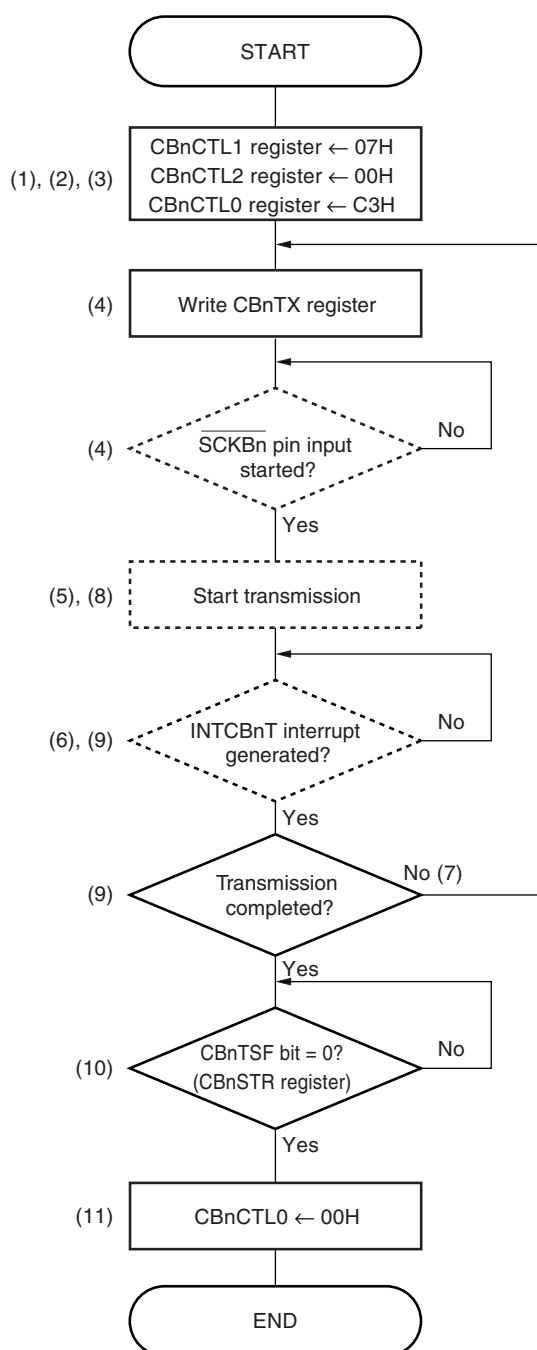 START
(1), (2), (3)
CBnCTL1 register ← 07H
CBnCTL2 register ← 00H
CBnCTL0 register ← C3H
(4)
Write CBnTX register
(4)
SCKBn pin input
started?
No
Yes
(5), (8)
Start transmission
(6), (9)
INTCBnT interrupt
generated?
No
Yes
(9)
Transmission
completed?
No (7)
Yes
(10)
CBnTSF bit = 0?
(CBnSTR register)
No
Yes
(11)
CBnCTL0 ← 00H
END